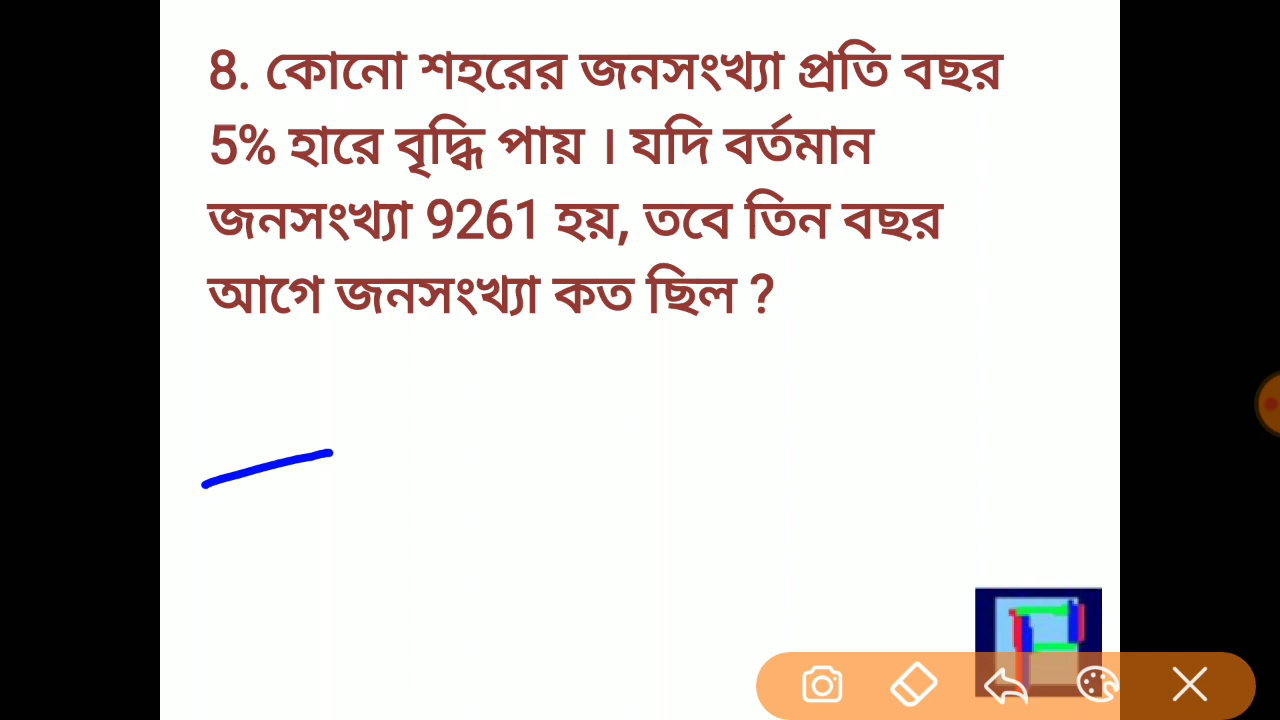 8. কোনো শহরের জনসংখ্যা প্রতি বছর
5% হারে বৃদ্ধি পায় । যদি বর্তমান
জনসংখ্যা 9261 হয়, তবে তিন বছর
আগে জনসংখ্যা কত ছিল ?